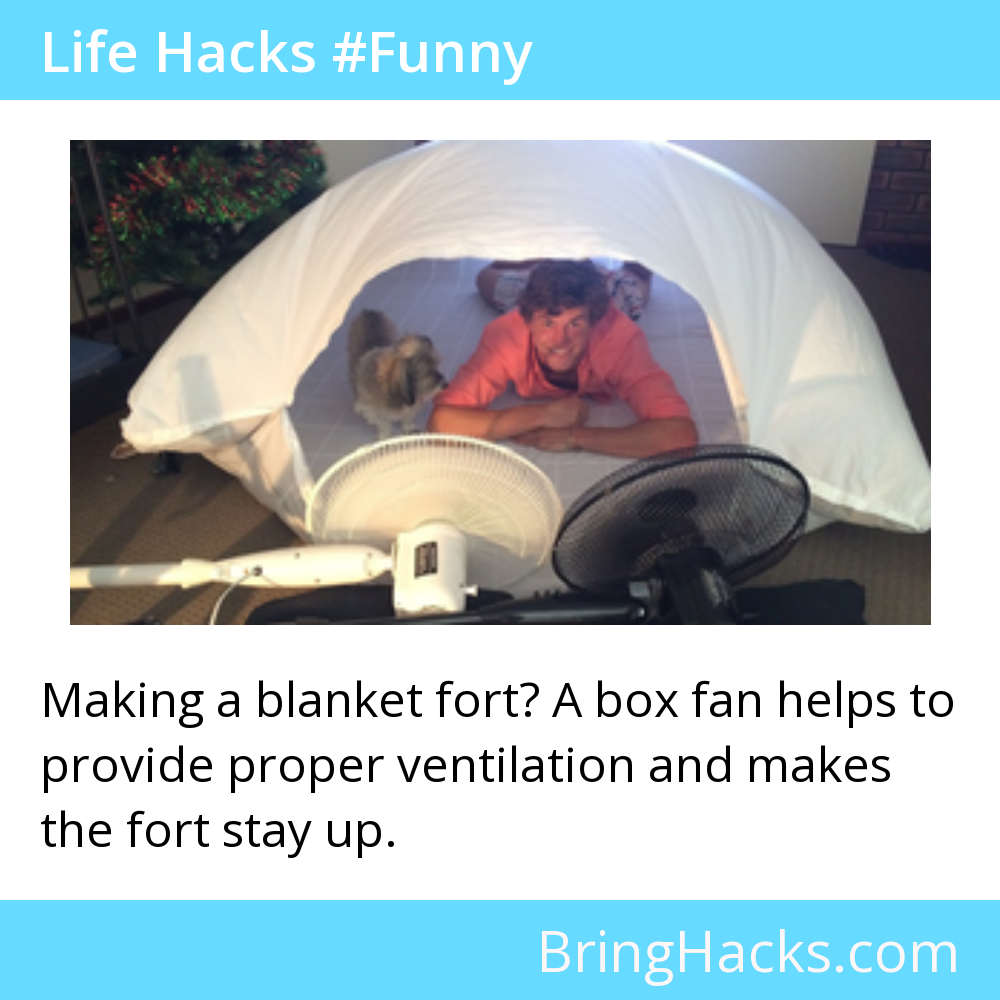 Life Hacks #Funny
Making a blanket fort? A box fan helps to
provide proper ventilation and makes
the fort stay up.
BringHacks.com